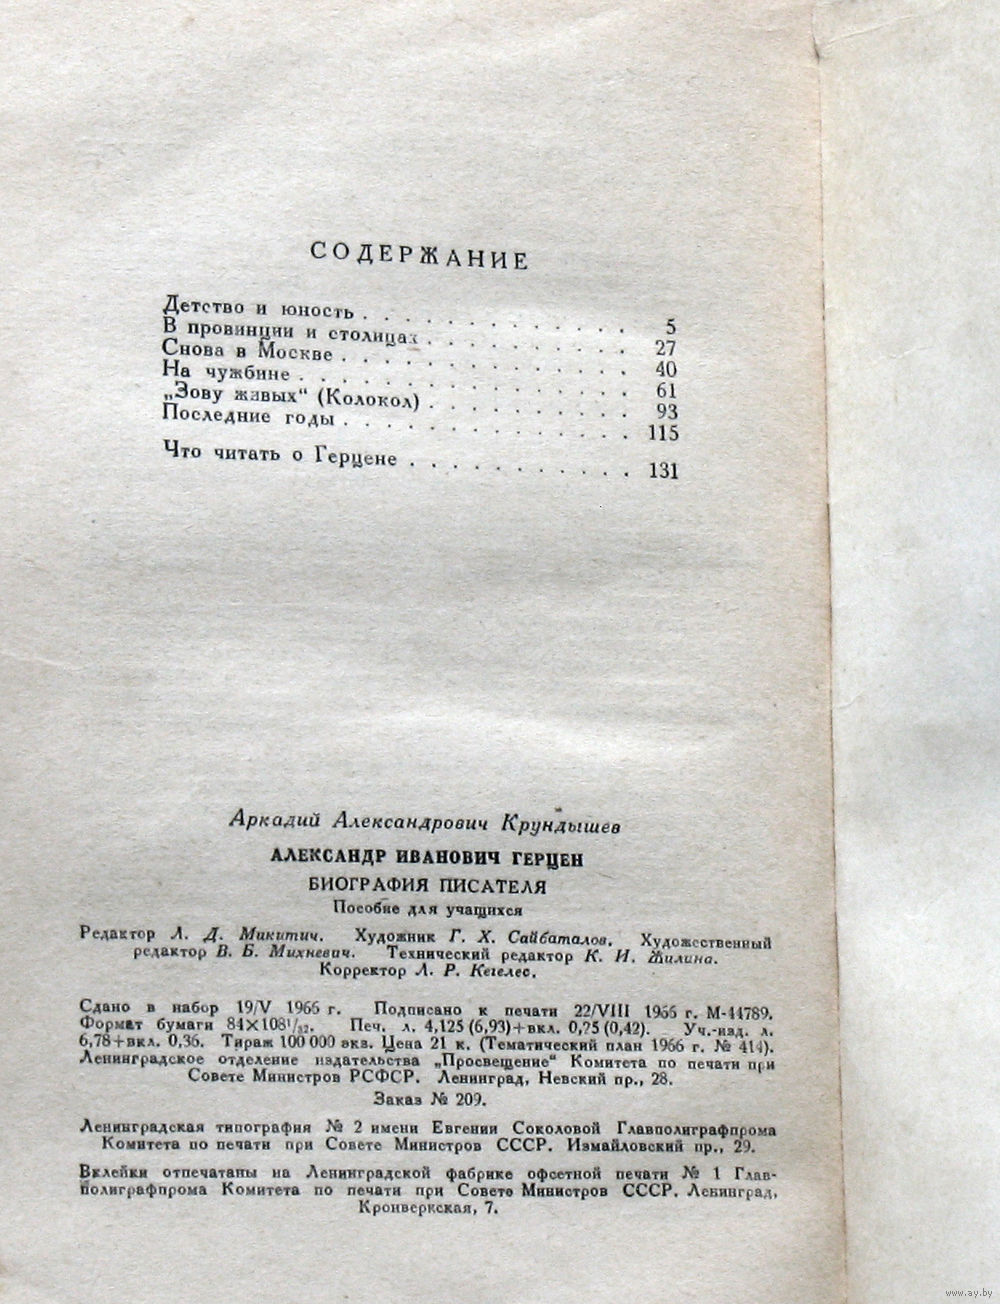 СОДЕРЖАНИЕ
Детство и юность . . . . . . . . . . . . . 5
В провинции и столицах . . . . . . . . . . 27
Снова в Москве . . . . . . . . . . . . . 40
На чужбине . . . . . . . . . . . . . . 61
„Зову живых“ (Колокол) . . . . . . . . . . 93
Последние годы . . . . . . . . . . . . . 115
Что читать о Герцене . . . . . . . . . . . 131
Аркадий Александрович Крундышев
АЛЕКСАНДР ИВАНОВИЧ ГЕРЦЕН
БИОГРАФИЯ ПИСАТЕЛЯ
Пособие для учащихся
Редактор Л. Д. Микитич. Художник Г. Х. Сайбаталов. Художественный
редактор В. Б. Михневич. Технический редактор К. И. Жилина.
Корректор Л. Р. Кегелес.
Сдано в набор 19/V 1966 г. Подписано к печати 22/VIII 1966 г. М-44789.
Формат бумаги 84×108¹/₃₂. Печ. л. 4,125 (6,93)+вкл. 0,25 (0,42). Уч.-изд. л.
6,78+вкл. 0,36. Тираж 100 000 экз. Цена 21 к. (Тематический план 1966 г. № 414).
Ленинградское отделение издательства „Просвещение“ Комитета по печати при
Совете Министров РСФСР. Ленинград, Невский пр., 28.
Заказ № 209.
Ленинградская типография № 2 имени Евгении Соколовой Главполиграфпрома
Комитета по печати при Совете Министров СССР. Измайловский пр., 29.
Вклейки отпечатаны на Ленинградской фабрике офсетной печати № 1 Глав-
полиграфпрома Комитета по печати при Совете Министров СССР. Ленинград,
Кронверкская, 7.
www.ay.by